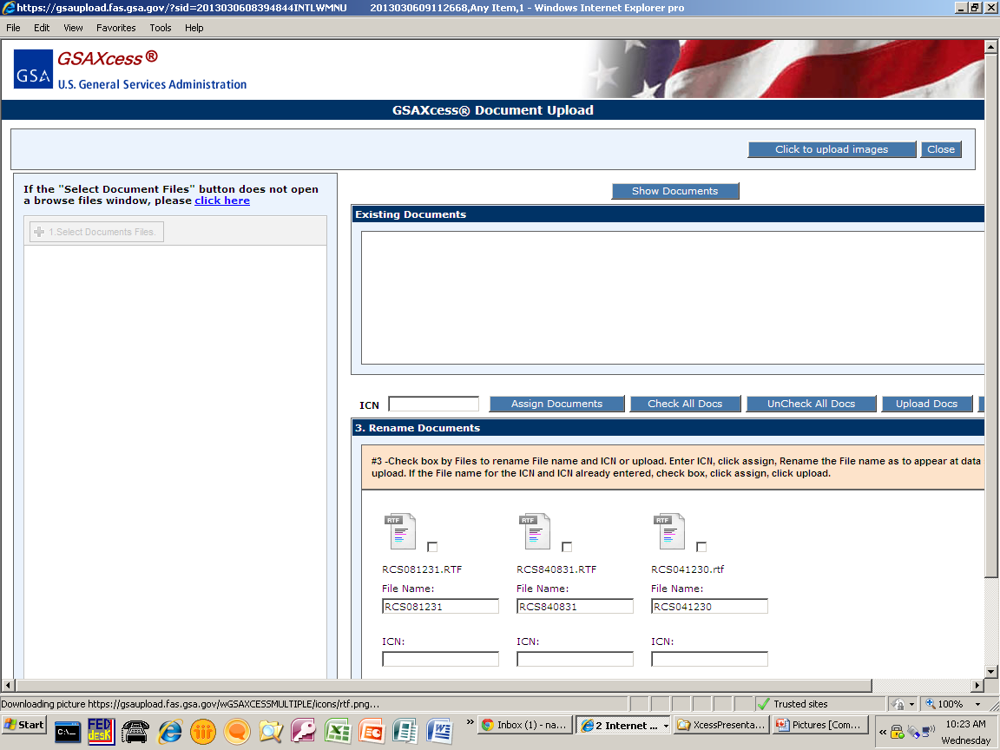 https://gsaupload.fas.gsa.gov/?sid=2013030608394844INTLWMNU 2013030609112668,Any Item,1 - Windows Internet Explorer pro
File Edit View Favorites Tools Help
GSA
GSAXcess ®
U.S. General Services Administration
GSAXcess® Document Upload
Click to upload images Close
If the "Select Document Files" button does not open
a browse files window, please click here
1.Select Documents Files.
Show Documents
Existing Documents
ICN Assign Documents Check All Docs UnCheck All Docs Upload Docs
3. Rename Documents
#3 -Check box by Files to rename File name and ICN or upload. Enter ICN, click assign, Rename the File name as to appear at data
upload. If the File name for the ICN and ICN already entered, check box, click assign, click upload.
RTF RTF RTF
RCS081231.RTF RCS840831.RTF RCS041230.rtf
File Name: File Name: File Name:
RCS081231 RCS840831 RCS041230
ICN: ICN: ICN:
Downloading picture https://gsaupload.fas.gsa.gov/wGSAXCESSMULTIPLE/icons/rtf.png... Trusted sites 100%
Start C:\ FED desK » Inbox (1) - na... 2 Internet ... XcessPresenta... Pictures [Com... « 10:23 AM
Wednesday